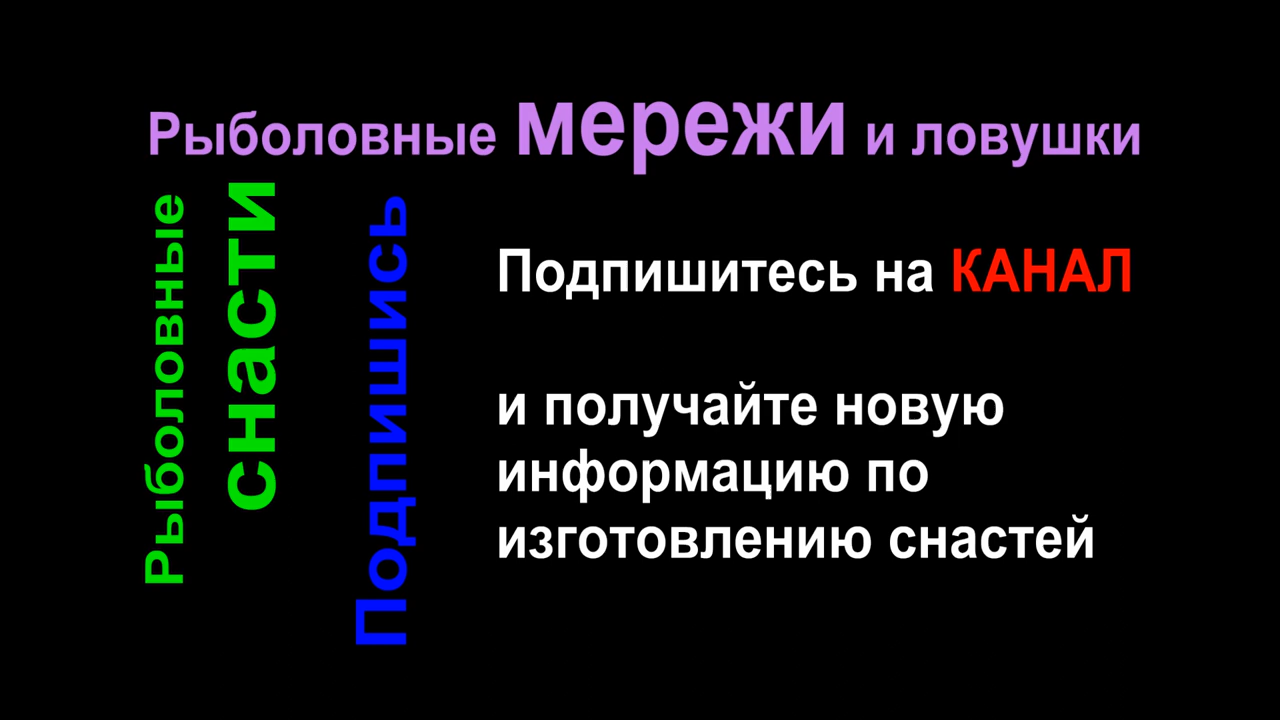 Рыболовные мережи и ловушки
Рыболовные
снасти
Подпишись
Подпишитесь на КАНАЛ
и получайте новую
информацию по
изготовлению снастей